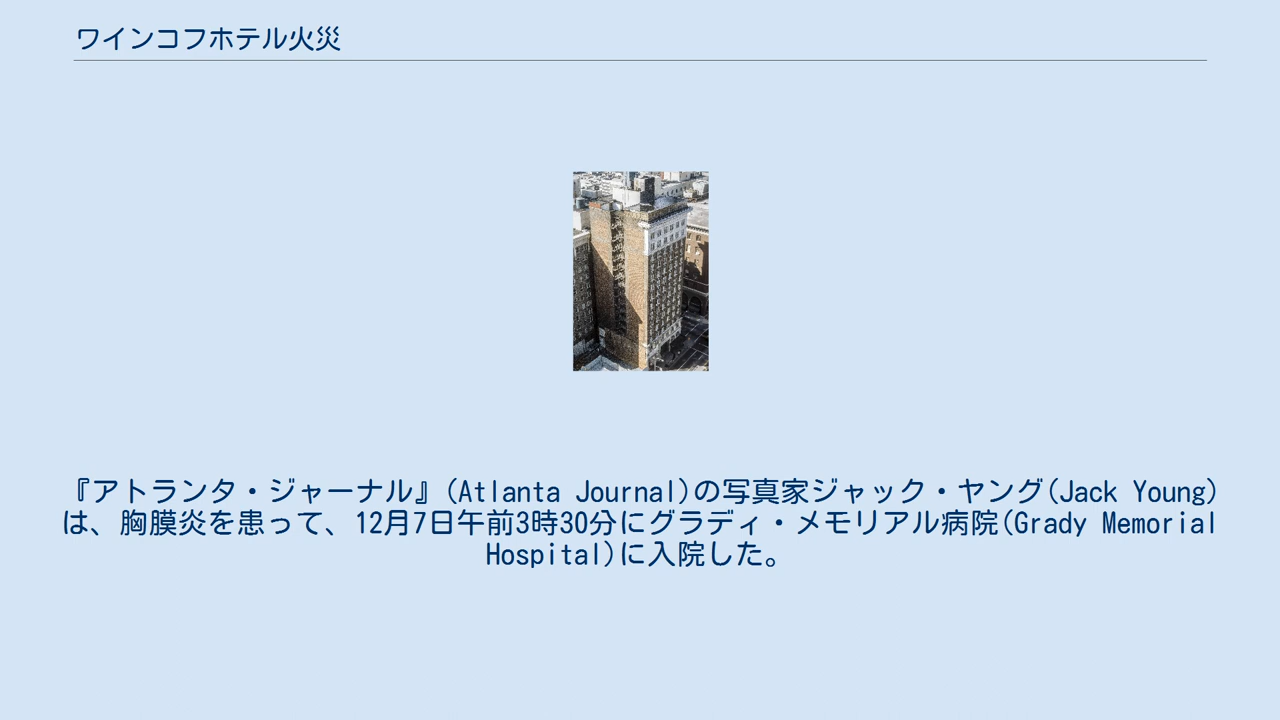 ワインコフホテル火災
『アトランタ・ジャーナル』(Atlanta Journal)の写真家ジャック・ヤング(Jack Young)
は、胸膜炎を患って、12月7日午前3時30分にグラディ・メモリアル病院(Grady Memorial
Hospital)に入院した。